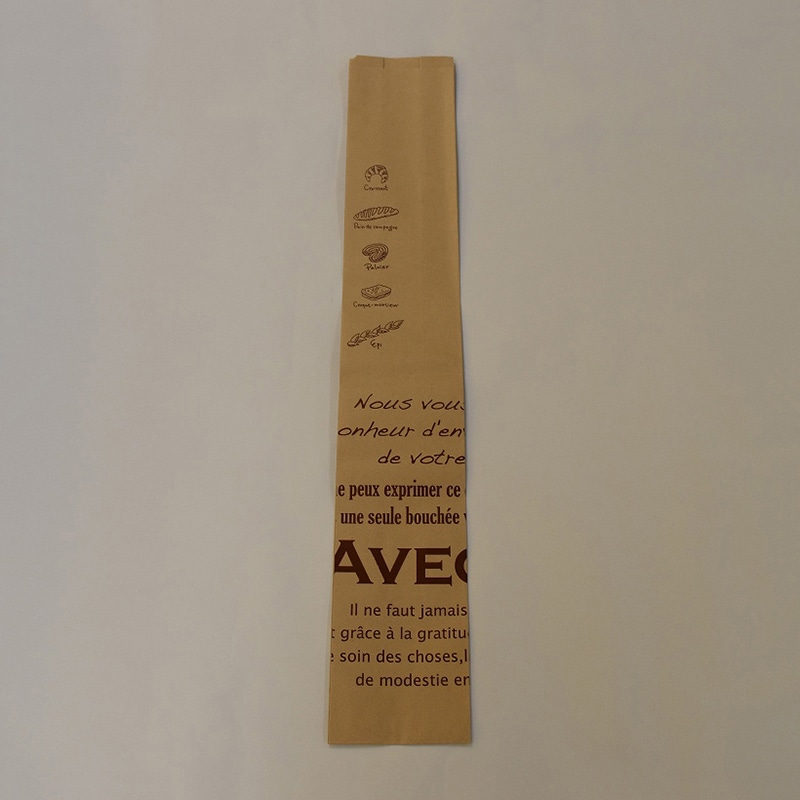 Croissant
Pain de campagne
Palmier
Croque-monsieur
Epi
Nous vous
onheur d'env
de votre
e peux exprimer ce
une seule bouchée v
AVEC
Il ne faut jamais
t grâce à la gratitu
e soin des choses,l
de modestie en